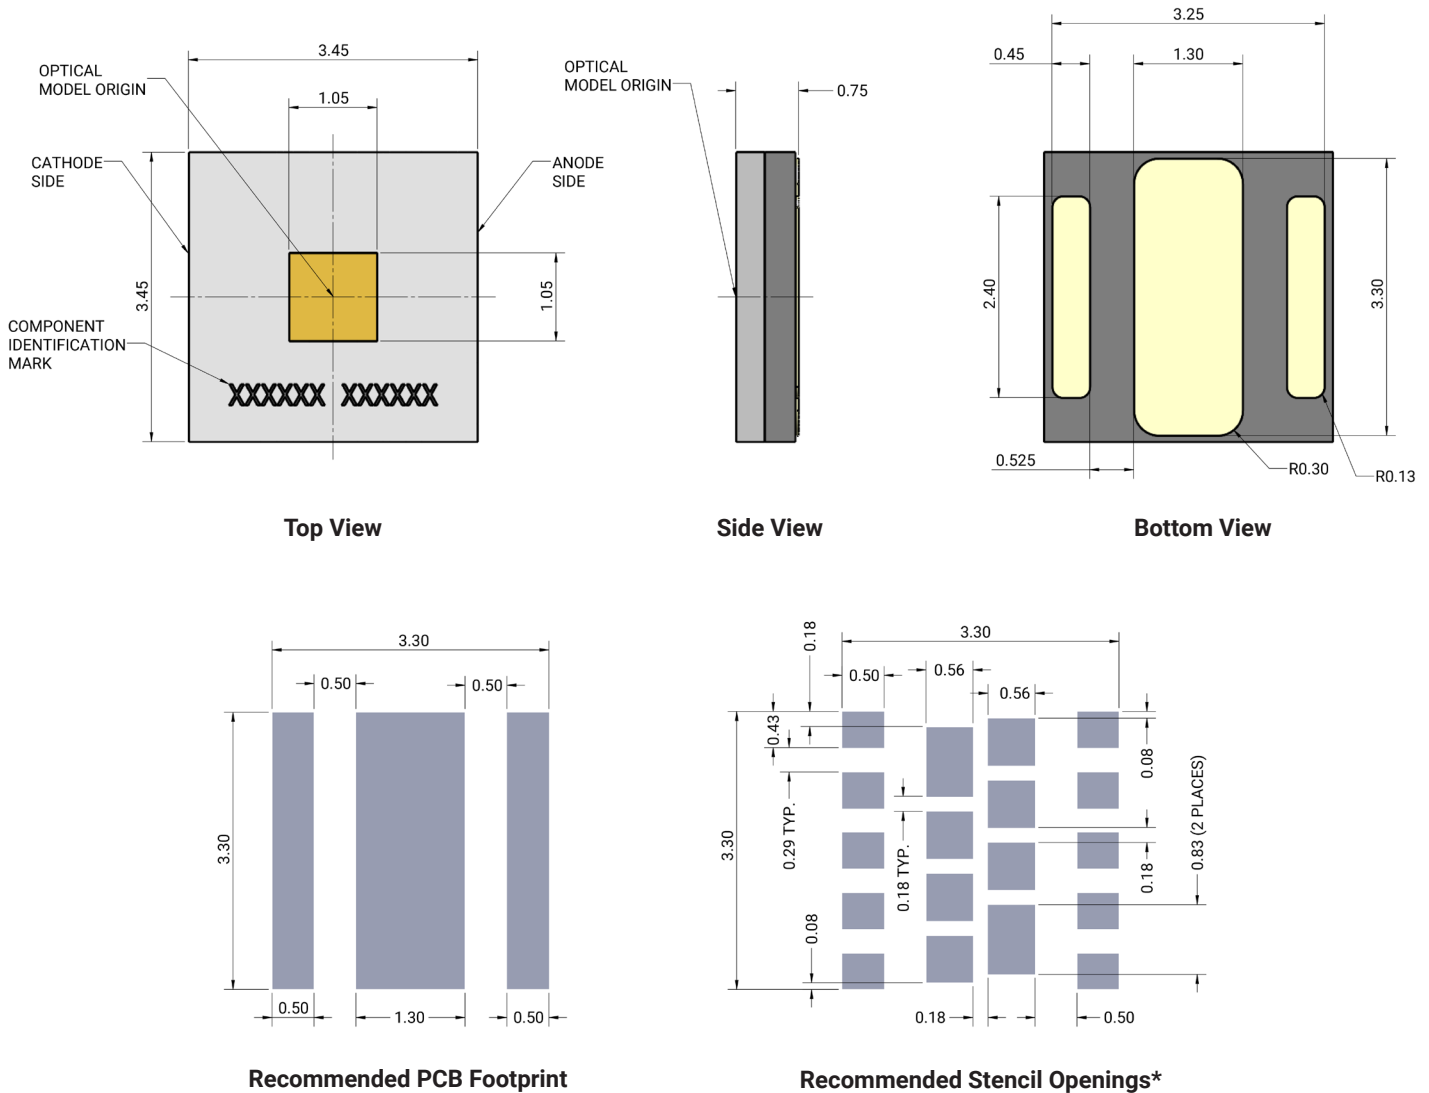 3.45
OPTICAL
MODEL ORIGIN
1.05
CATHODE
SIDE
ANODE
SIDE
3.45
1.05
COMPONENT
IDENTIFICATION
MARK
XXXXXX XXXXXX
Top View
OPTICAL
MODEL ORIGIN
0.75
Side View
3.25
0.45
1.30
2.40
3.30
0.525
R0.30
R0.13
Bottom View
3.30
0.50
0.50
3.30
0.50
1.30
0.50
Recommended PCB Footprint
0.18
3.30
0.50
0.56
0.56
0.43
0.08
0.29 TYP.
3.30
0.18 TYP.
0.83 (2 PLACES)
0.18
0.08
0.18
0.50
Recommended Stencil Openings*